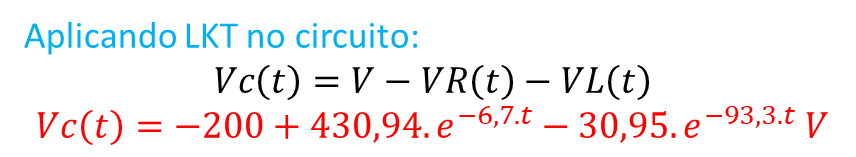 Aplicando LKT no circuito:
Vc(t) = V − VR(t) − VL(t)
Vc(t) = −200 + 430,94.e^{−6,7.t} − 30,95.e^{−93,3.t} V